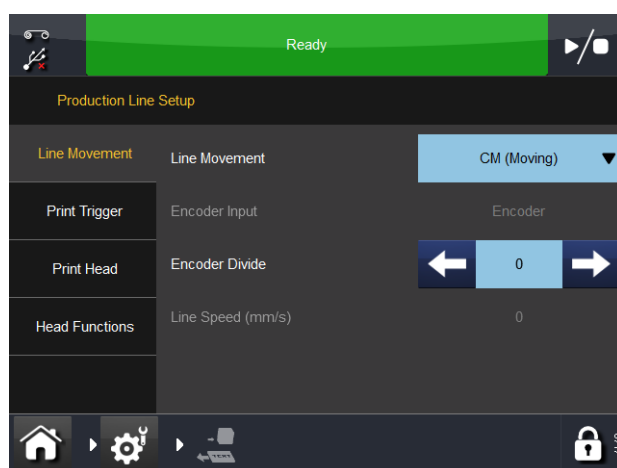 Ready
Production Line Setup
Line Movement
Line Movement
CM (Moving)
Print Trigger
Encoder Input
Encoder
Print Head
Encoder Divide
0
Head Functions
Line Speed (mm/s)
0
TEXT